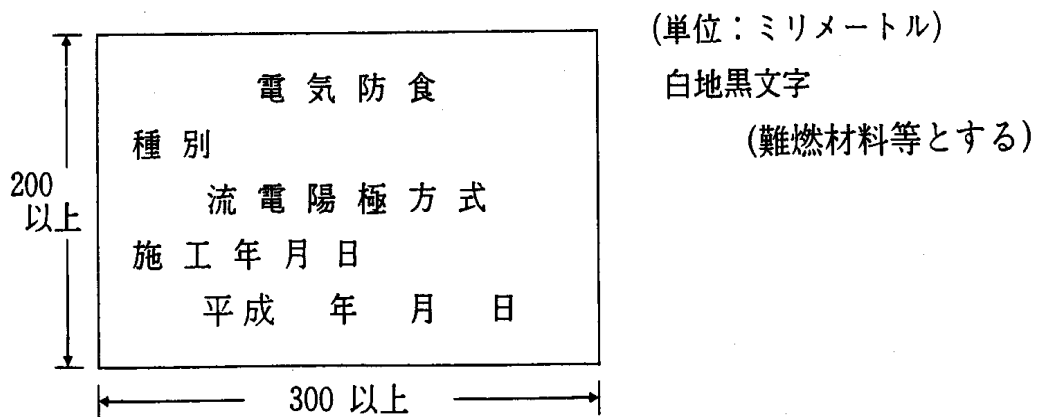 (単位：ミリメートル)
白地黒文字
(難燃材料等とする)
電気防食
種別
流電陽極方式
施工年月日
平成　年　月　日
200
以上
300 以上